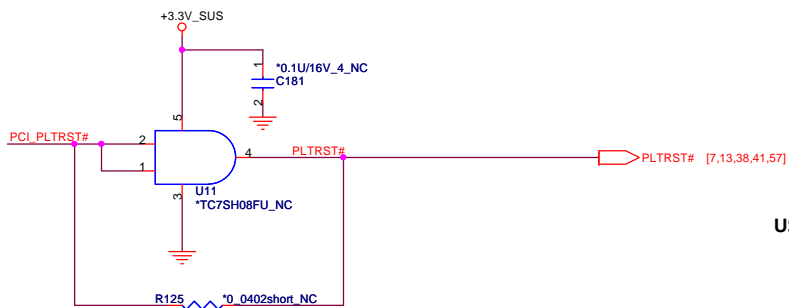 +3.3V_SUS
1
*0.1U/16V_4_NC
C181
2
5
PCI_PLTRST#
2
1
4
PLTRST#
PLTRST# [7,13,38,41,57]
U11
3
*TC7SH08FU_NC
R125
*0_0402short_NC